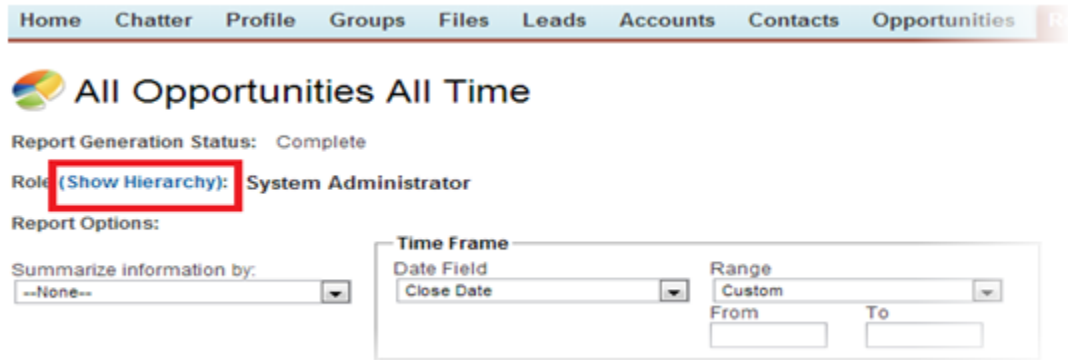 Home Chatter Profile Groups Files Leads Accounts Contacts Opportunities
All Opportunities All Time
Report Generation Status: Complete
Role (Show Hierarchy): System Administrator
Report Options:
Time Frame
Summarize information by: Date Field Range
--None-- Close Date Custom
From To